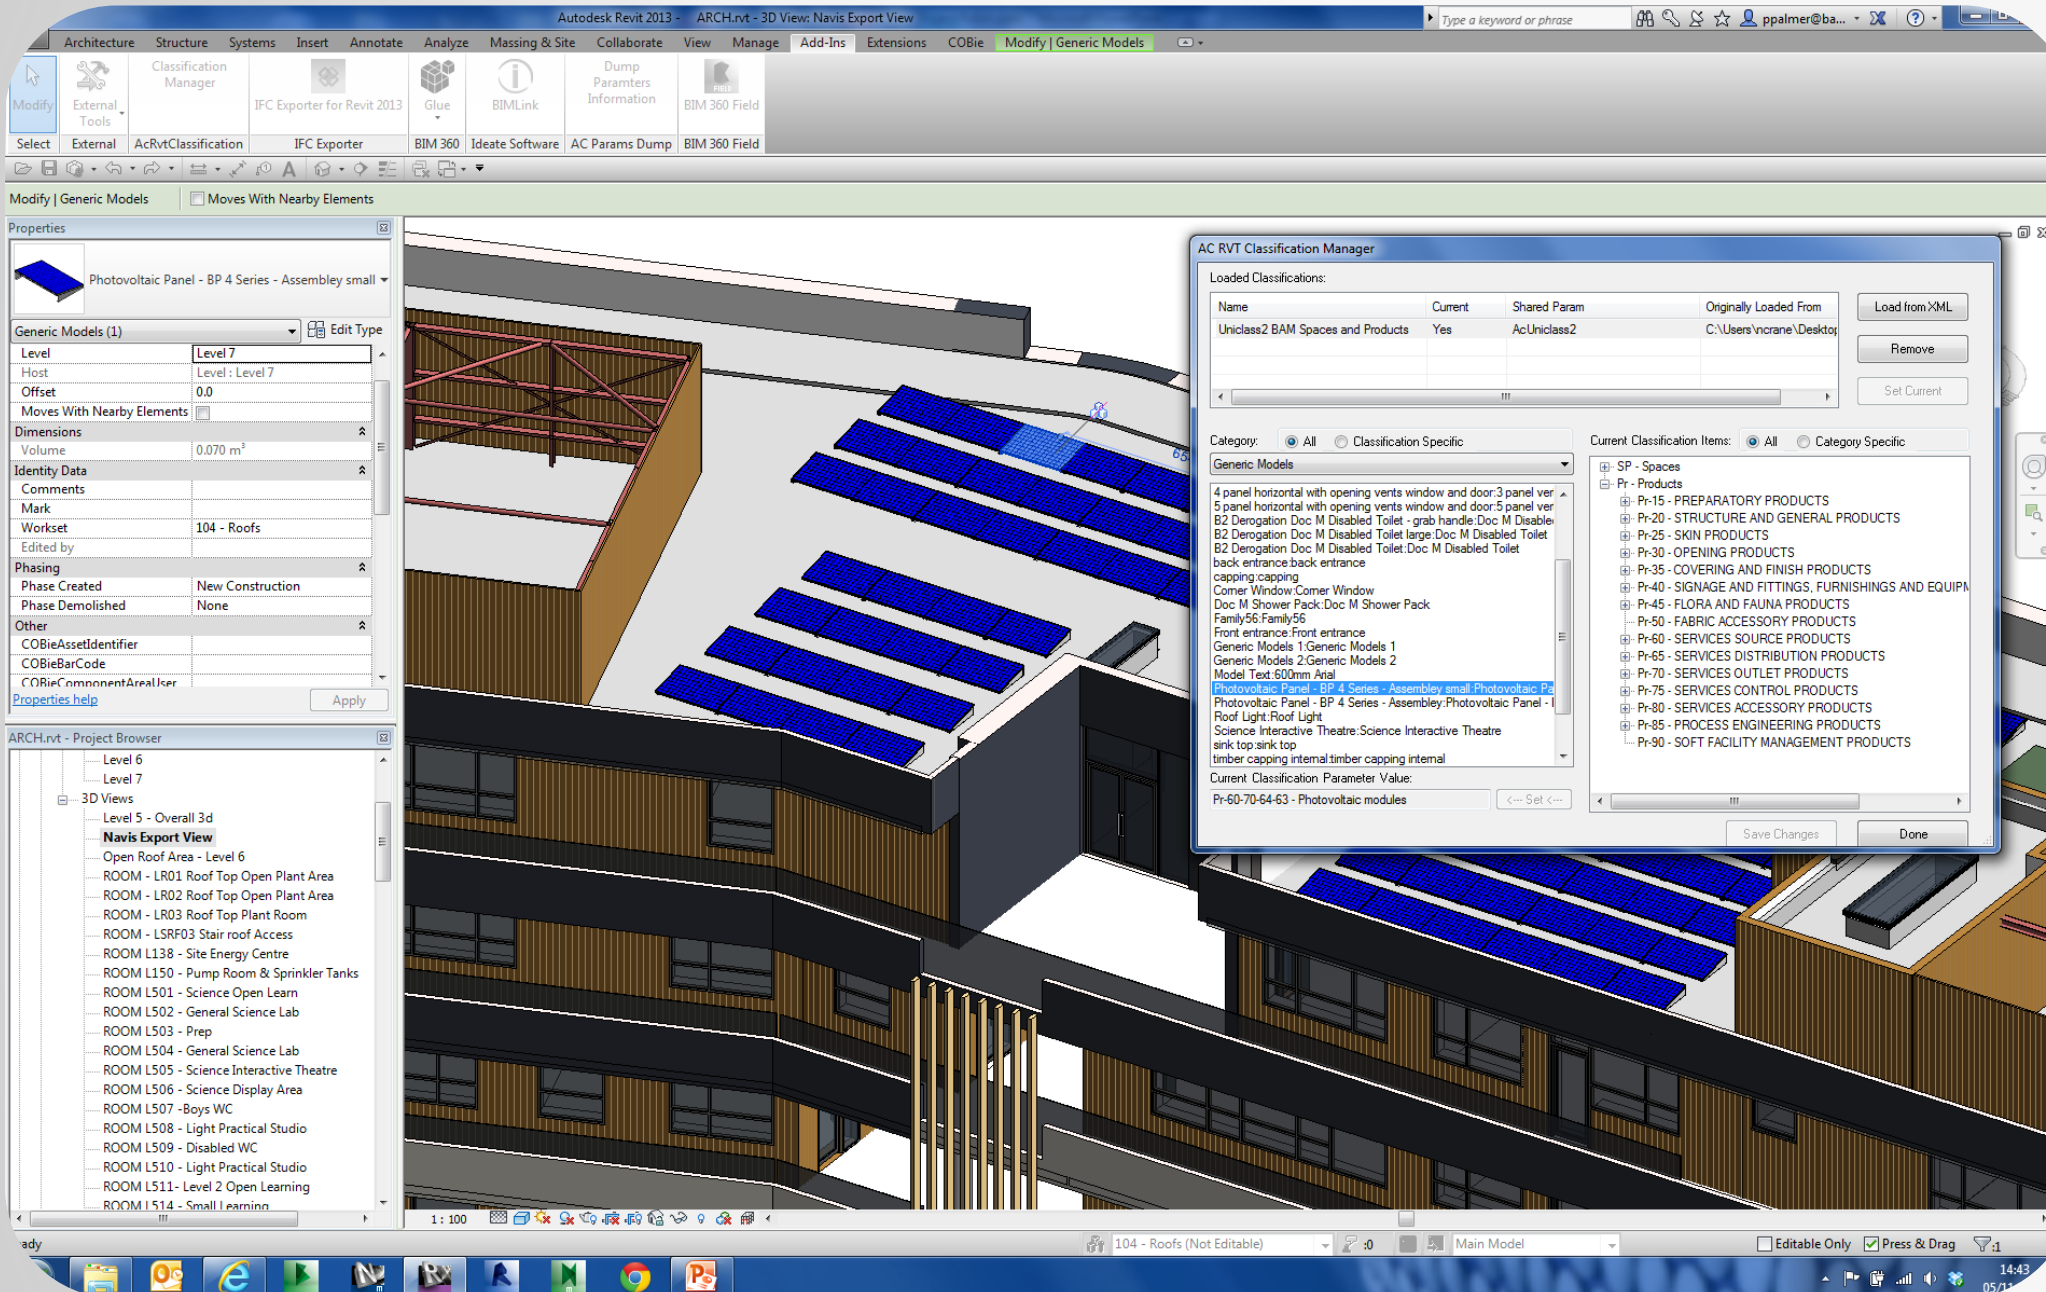 Autodesk Revit 2013 - ARCH.rvt - 3D View: Navis Export View
Type a keyword or phrase
ppalmer@ba...
Architecture Structure Systems Insert Annotate Analyze Massing & Site Collaborate View Manage Add-Ins Extensions COBie Modify | Generic Models
Modify
External Tools
Classification Manager
IFC Exporter for Revit 2013
Glue
BIMLink
Dump Paramters Information
FIELD
BIM 360 Field
Select External AcRvtClassification IFC Exporter BIM 360 Ideate Software AC Params Dump BIM 360 Field
Modify | Generic Models Moves With Nearby Elements
Properties
Photovoltaic Panel - BP 4 Series - Assembley small
Generic Models (1) Edit Type
Level Level 7
Host Level : Level 7
Offset 0.0
Moves With Nearby Elements
Dimensions
Volume 0.070 m³
Identity Data
Comments
Mark
Workset 104 - Roofs
Edited by
Phasing
Phase Created New Construction
Phase Demolished None
Other
COBieAssetIdentifier
COBieBarCode
COBieComponentAreaUser
Properties help Apply
ARCH.rvt - Project Browser
Level 6
Level 7
3D Views
Level 5 - Overall 3d
Navis Export View
Open Roof Area - Level 6
ROOM - LR01 Roof Top Open Plant Area
ROOM - LR02 Roof Top Open Plant Area
ROOM - LR03 Roof Top Plant Room
ROOM - LSRF03 Stair roof Access
ROOM L138 - Site Energy Centre
ROOM L150 - Pump Room & Sprinkler Tanks
ROOM L501 - Science Open Learn
ROOM L502 - General Science Lab
ROOM L503 - Prep
ROOM L504 - General Science Lab
ROOM L505 - Science Interactive Theatre
ROOM L506 - Science Display Area
ROOM L507 -Boys WC
ROOM L508 - Light Practical Studio
ROOM L509 - Disabled WC
ROOM L510 - Light Practical Studio
ROOM L511- Level 2 Open Learning
ROOM L514 - Small Learning
AC RVT Classification Manager
Loaded Classifications:
Name Current Shared Param Originally Loaded From
Uniclass2 BAM Spaces and Products Yes AcUniclass2 C:\Users\ncrane\Desktop
Load from XML
Remove
Set Current
Category: All Classification Specific
Generic Models
4 panel horizontal with opening vents window and door:3 panel ver
5 panel horizontal with opening vents window and door:5 panel ver
B2 Derogation Doc M Disabled Toilet - grab handle:Doc M Disable
B2 Derogation Doc M Disabled Toilet large:Doc M Disabled Toilet
B2 Derogation Doc M Disabled Toilet:Doc M Disabled Toilet
back entrance:back entrance
capping:capping
Corner Window:Corner Window
Doc M Shower Pack:Doc M Shower Pack
Family56:Family56
Front entrance:Front entrance
Generic Models 1:Generic Models 1
Generic Models 2:Generic Models 2
Model Text:600mm Arial
Photovoltaic Panel - BP 4 Series - Assembley small:Photovoltaic Pa
Photovoltaic Panel - BP 4 Series - Assembley:Photovoltaic Panel -
Roof Light:Roof Light
Science Interactive Theatre:Science Interactive Theatre
sink top:sink top
timber capping internal:timber capping internal
Current Classification Parameter Value:
Pr-60-70-64-63 - Photovoltaic modules <--- Set <---
Current Classification Items: All Category Specific
SP - Spaces
Pr - Products
Pr-15 - PREPARATORY PRODUCTS
Pr-20 - STRUCTURE AND GENERAL PRODUCTS
Pr-25 - SKIN PRODUCTS
Pr-30 - OPENING PRODUCTS
Pr-35 - COVERING AND FINISH PRODUCTS
Pr-40 - SIGNAGE AND FITTINGS, FURNISHINGS AND EQUIPM
Pr-45 - FLORA AND FAUNA PRODUCTS
Pr-50 - FABRIC ACCESSORY PRODUCTS
Pr-60 - SERVICES SOURCE PRODUCTS
Pr-65 - SERVICES DISTRIBUTION PRODUCTS
Pr-70 - SERVICES OUTLET PRODUCTS
Pr-75 - SERVICES CONTROL PRODUCTS
Pr-80 - SERVICES ACCESSORY PRODUCTS
Pr-85 - PROCESS ENGINEERING PRODUCTS
Pr-90 - SOFT FACILITY MANAGEMENT PRODUCTS
Save Changes Done
1 : 100
104 - Roofs (Not Editable) :0 Main Model Editable Only Press & Drag :1
14:43